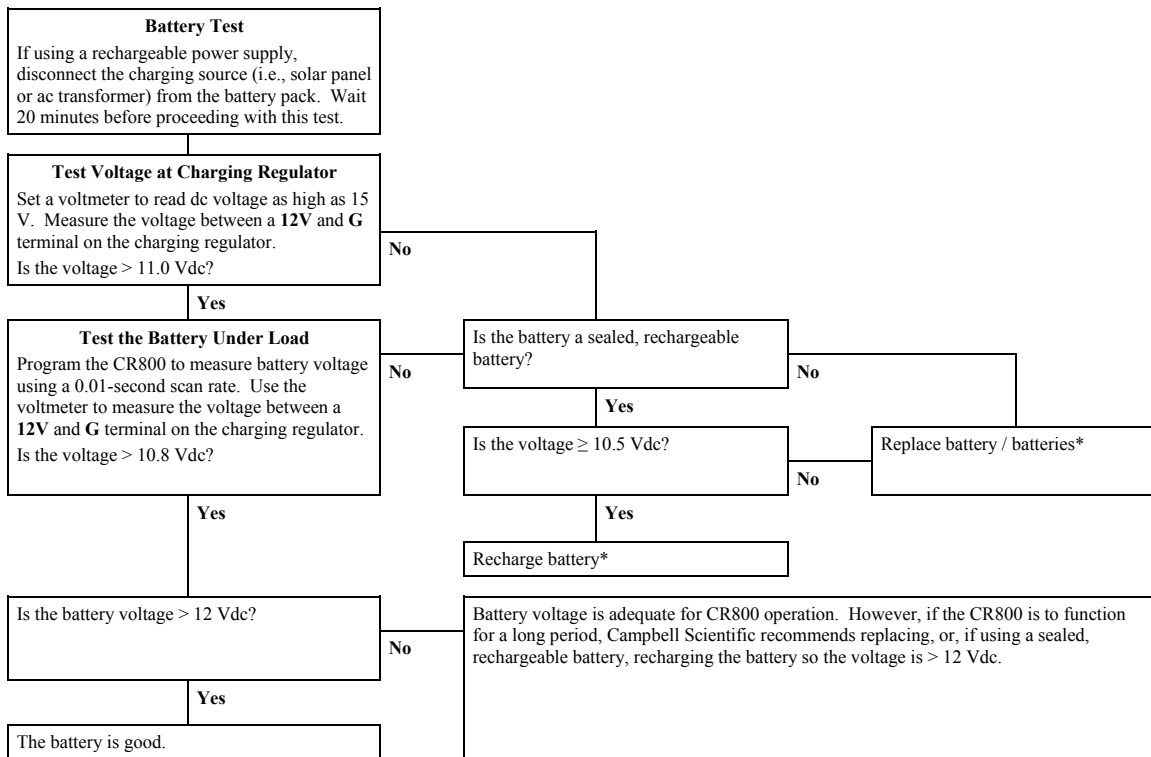 Battery Test
If using a rechargeable power supply,
disconnect the charging source (i.e., solar panel
or ac transformer) from the battery pack.  Wait
20 minutes before proceeding with this test.
Test Voltage at Charging Regulator
Set a voltmeter to read dc voltage as high as 15
V.  Measure the voltage between a 12V and G
terminal on the charging regulator.
Is the voltage > 11.0 Vdc?
No
Yes
Test the Battery Under Load
Program the CR800 to measure battery voltage
using a 0.01-second scan rate.  Use the
voltmeter to measure the voltage between a
12V and G terminal on the charging regulator.
Is the voltage > 10.8 Vdc?
No
Is the battery a sealed, rechargeable
battery?
No
Yes
Is the voltage ≥ 10.5 Vdc?
No
Replace battery / batteries*
Yes
Yes
Recharge battery*
Is the battery voltage > 12 Vdc?
No
Battery voltage is adequate for CR800 operation.  However, if the CR800 is to function
for a long period, Campbell Scientific recommends replacing, or, if using a sealed,
rechargeable battery, recharging the battery so the voltage is > 12 Vdc.
Yes
The battery is good.